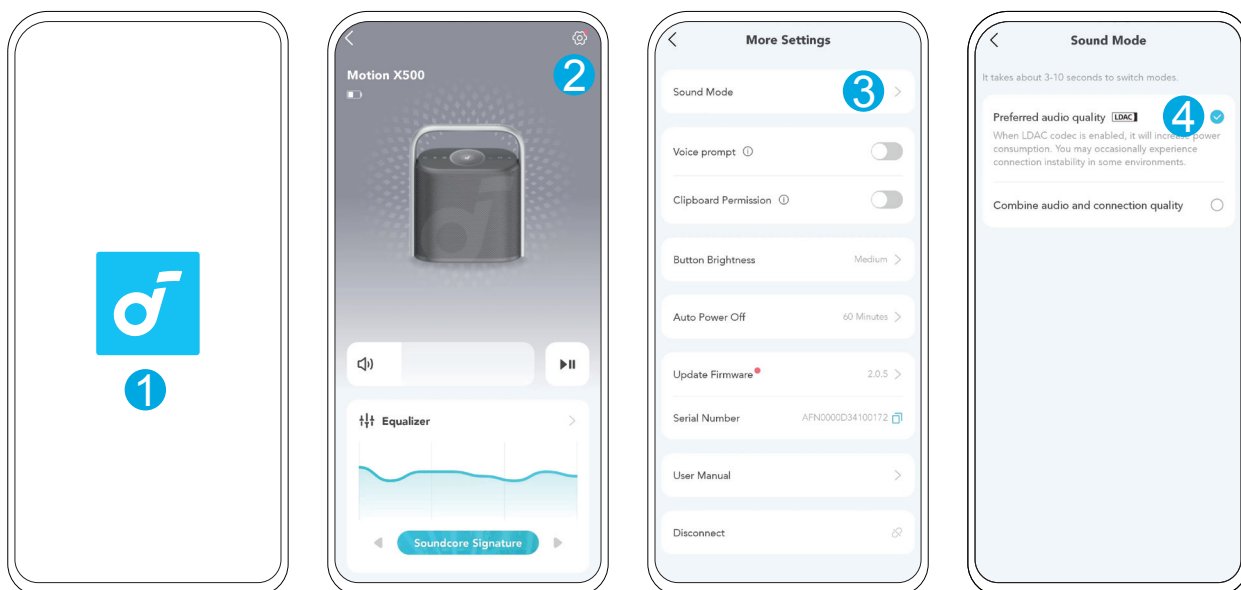 1
2
Motion X500
Equalizer
Soundcore Signature
More Settings
Sound Mode
3
Voice prompt
Clipboard Permission
Button Brightness Medium
Auto Power Off 60 Minutes
Update Firmware 2.0.5
Serial Number AFN0000D34100172
User Manual
Disconnect
Sound Mode
It takes about 3-10 seconds to switch modes.
Preferred audio quality LDAC
4
When LDAC codec is enabled, it will increase power
consumption. You may occasionally experience
connection instability in some environments.
Combine audio and connection quality